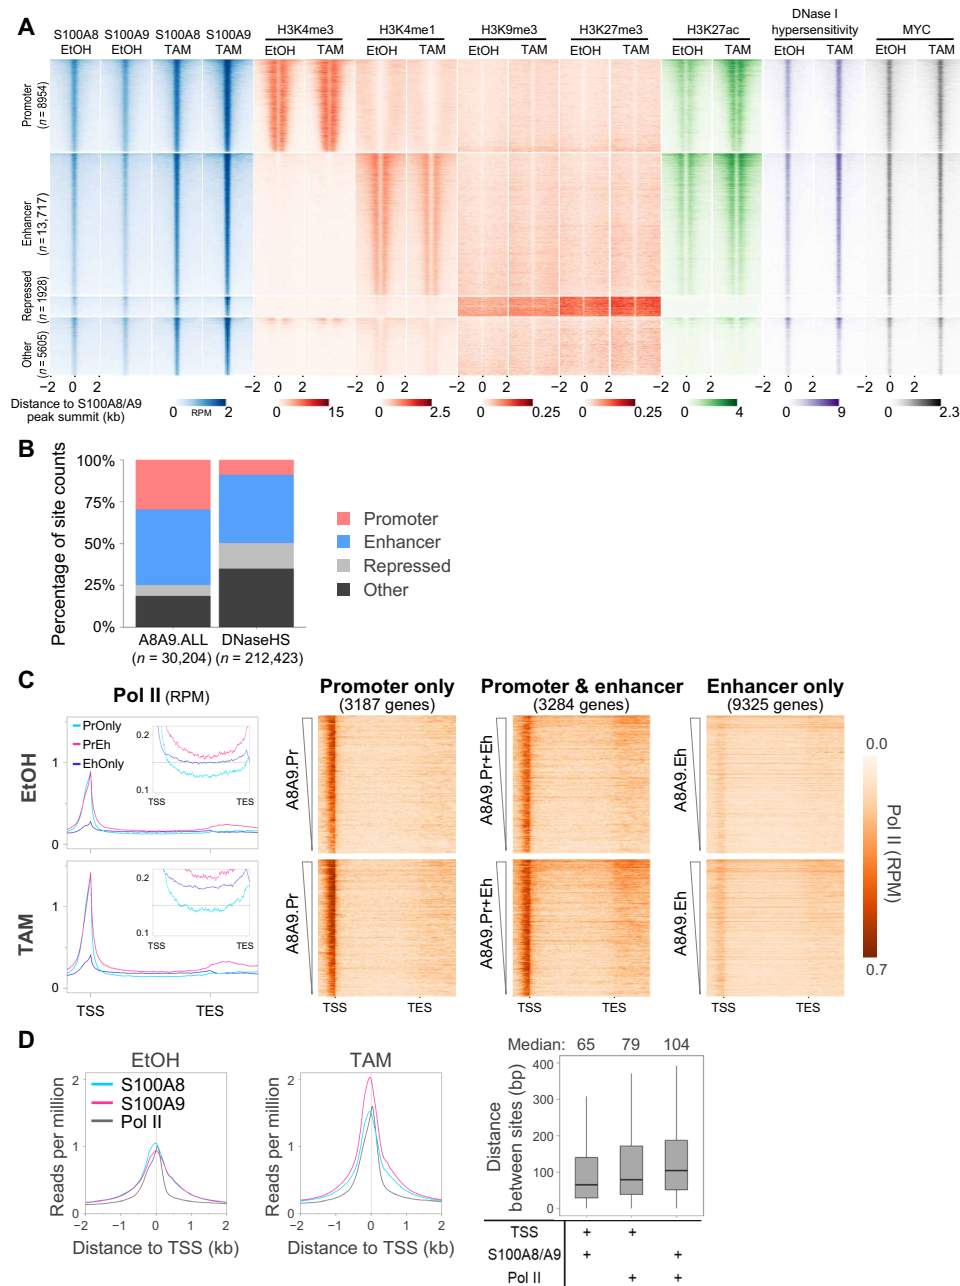 A
S100A8 S100A9 S100A8 S100A9 H3K4me3 H3K4me1 H3K9me3 H3K27me3 H3K27ac DNase I hypersensitivity MYC
EtOH EtOH TAM TAM EtOH TAM EtOH TAM EtOH TAM EtOH TAM EtOH TAM EtOH TAM EtOH TAM
Promoter
(n = 8954)
Enhancer
(n = 13,717)
Repressed
(n = 1928)
Other
(n = 5605)
−2 0 2 −2 0 2 −2 0 2 −2 0 2 −2 0 2 −2 0 2 −2 0 2 −2
Distance to S100A8/A9
peak summit (kb)
0 RPM 2 0 15 0 2.5 0 0.25 0 0.25 0 4 0 9 0 2.3
B
Percentage of site counts
100%
75%
50%
25%
0%
A8A9.ALL DNaseHS
(n = 30,204) (n = 212,423)
Promoter
Enhancer
Repressed
Other
C
Pol II (RPM)
Promoter only
(3187 genes)
Promoter & enhancer
(3284 genes)
Enhancer only
(9325 genes)
EtOH
1
0
PrOnly
PrEh
EhOnly
0.2
0.1
TSS TES
A8A9.Pr
A8A9.Pr+Eh
A8A9.Eh
TAM
1
0
0.2
0.1
TSS TES
A8A9.Pr
A8A9.Pr+Eh
A8A9.Eh
TSS TES TSS TES TSS TES TSS TES
0.0
Pol II (RPM)
0.7
D
EtOH
Reads per million
2
1
0
S100A8
S100A9
Pol II
−2 −1 0 1 2
Distance to TSS (kb)
TAM
Reads per million
2
1
0
−2 −1 0 1 2
Distance to TSS (kb)
Median: 65 79 104
Distance
between sites (bp)
400
300
200
100
0
TSS + +
S100A8/A9 + +
Pol II + +